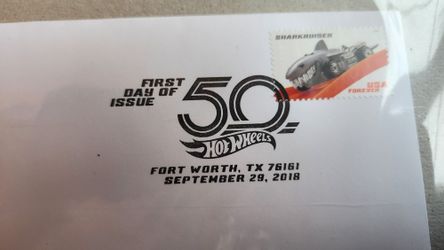 SHARKRUISER
USA
FOREVER
FIRST
DAY OF
ISSUE
50
HOT WHEELS
FORT WORTH, TX 76161
SEPTEMBER 29, 2018